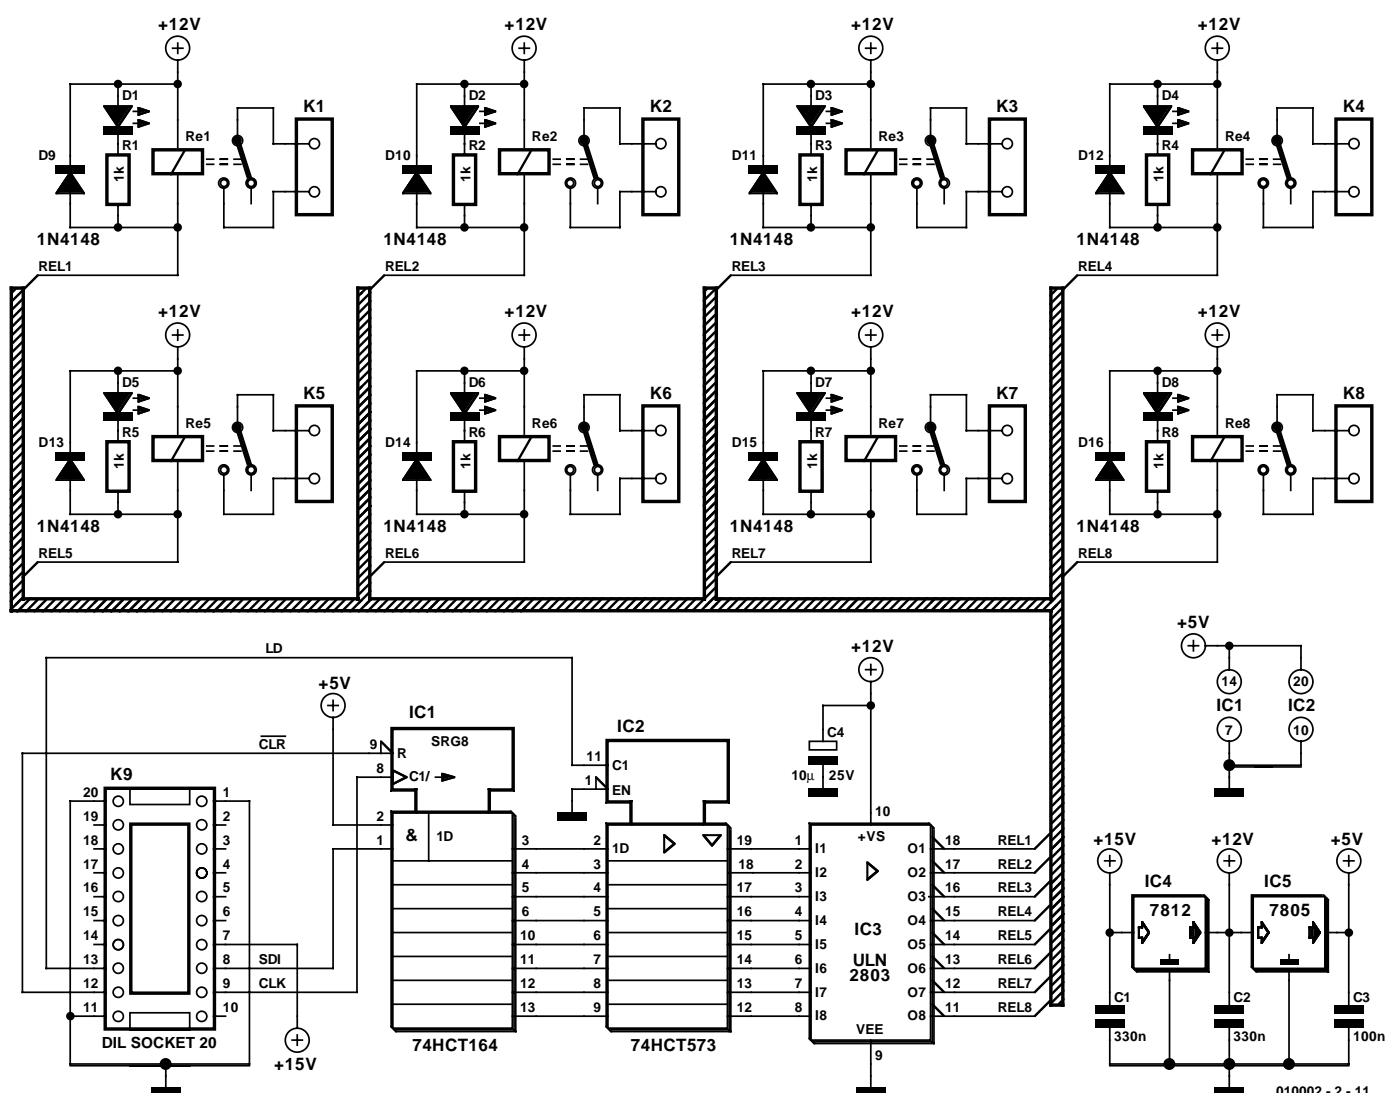 +12V +12V +12V +12V
D1 K1 D2 K2 D3 K3 D4 K4
D9 R1 Re1 D10 R2 Re2 D11 R3 Re3 D12 R4 Re4
1k 1k 1k 1k
1N4148 1N4148 1N4148 1N4148
REL1 REL2 REL3 REL4
+12V +12V +12V +12V
D5 K5 D6 K6 D7 K7 D8 K8
D13 R5 Re5 D14 R6 Re6 D15 R7 Re7 D16 R8 Re8
1k 1k 1k 1k
1N4148 1N4148 1N4148 1N4148
REL5 REL6 REL7 REL8
LD +12V +5V
+5V
14 20
IC1 IC2
7 10
IC1 IC2
CLR 9 R SRG8
8 C1/
11 C1
1 EN
C4
10µ 25V
K9
20 1
19 2
18 3
17 4
16 5
15 6
14 7
13 8 SDI
12 9 CLK
11 10
DIL SOCKET 20
+15V
2 & 1D
1
3 2 1D 19 1 I1
4 3 18 2 I2
5 4 17 3 I3
6 5 16 4 I4
10 6 15 5 I5
11 7 14 6 I6
12 8 13 7 I7
13 9 12 8 I8
74HCT164 74HCT573
10
+VS
IC3
ULN
2803
VEE
9
O1 18 REL1
O2 17 REL2
O3 16 REL3
O4 15 REL4
O5 14 REL5
O6 13 REL6
O7 12 REL7
O8 11 REL8
+15V +12V +5V
IC4 IC5
7812 7805
C1 C2 C3
330n 330n 100n
010002 - 2 - 11